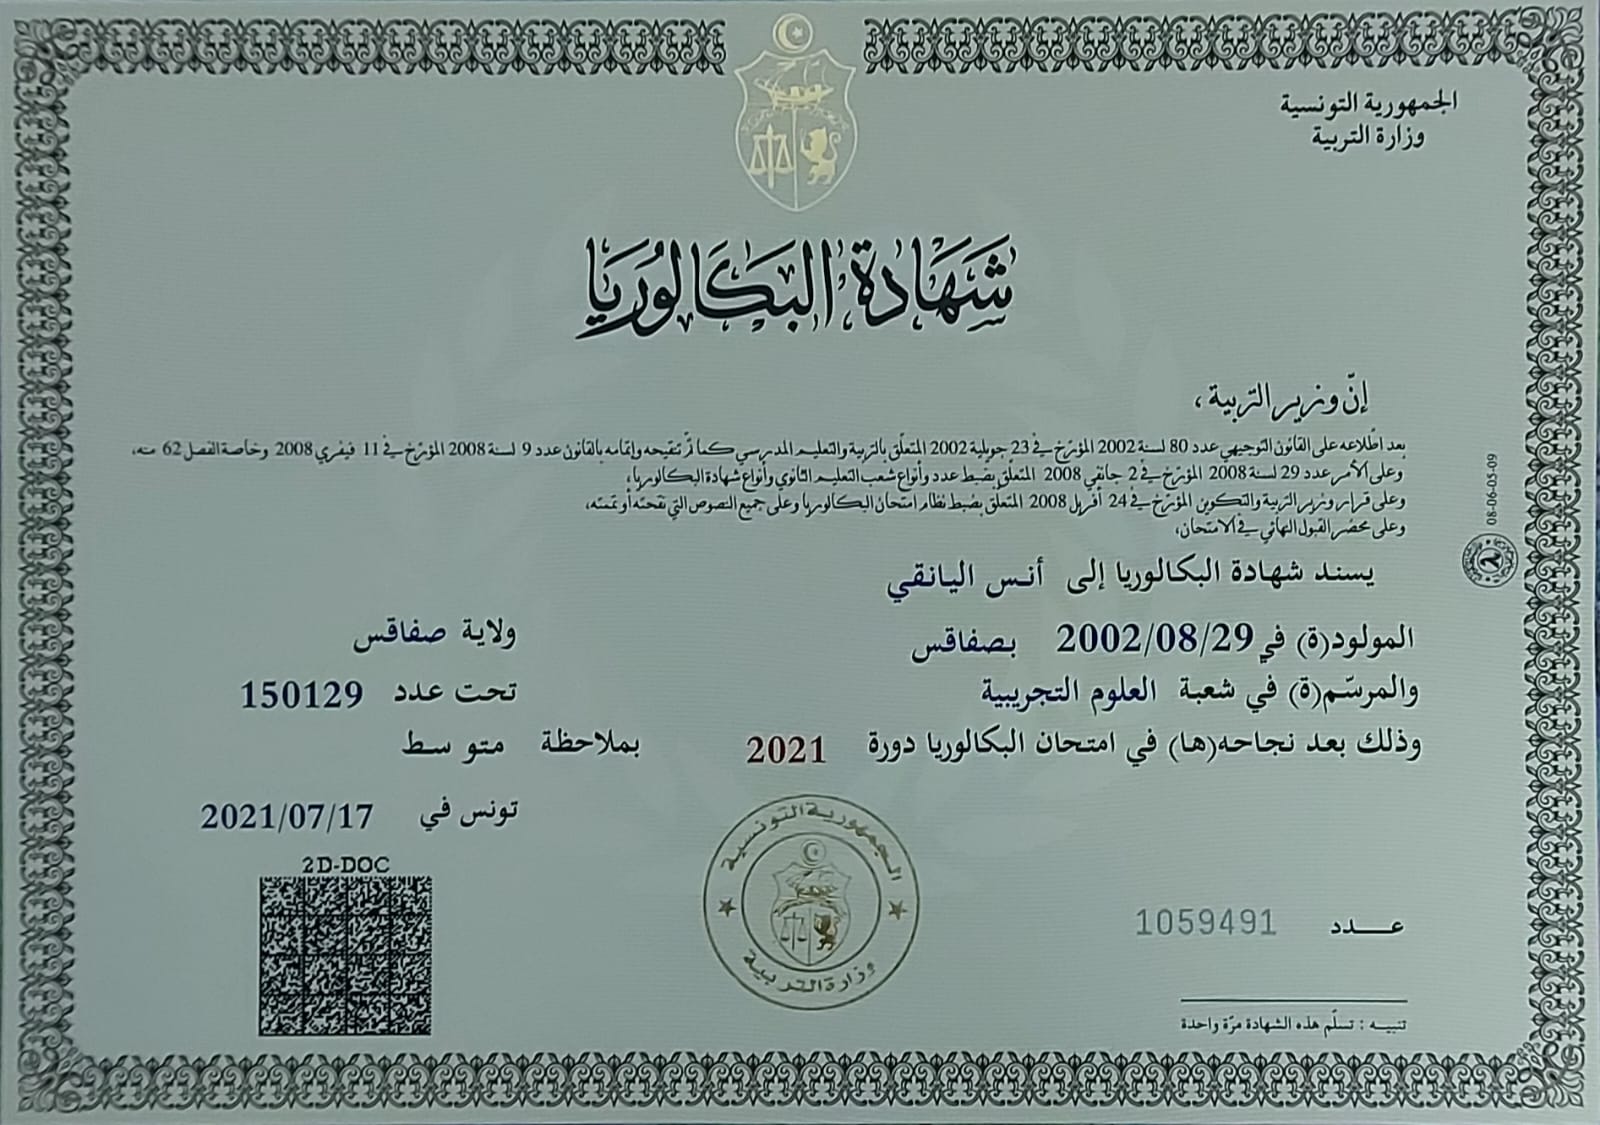 الجمهورية التونسية
وزارة التربية
شهادة البكالوريا
إنّ وزير التربية،
بعد اطّلاعه على القانون التوجيهي عدد 80 لسنة 2002 المؤرّخ في 23 جويلية 2002 المتعلّق بالتربية والتعليم المدرسي كما تمّ تنقيحه وإتمامه بالقانون عدد 9 لسنة 2008 المؤرّخ في 11 فيفري 2008 وخاصة الفصل 62 منه،
وعلى الأمر عدد 29 لسنة 2008 المؤرّخ في 2 جانفي 2008 المتعلّق بضبط عدد وأنواع شعب التعليم الثانوي وأنواع شهادة البكالوريا،
وعلى قرار وزير التربية والتكوين المؤرّخ في 24 أفريل 2008 المتعلّق بضبط نظام امتحان البكالوريا وعلى جميع النصوص التي نقحته أو تممته،
وعلى محضر القبول النهائي في الامتحان،
يسند شهادة البكالوريا إلى أنس اليانقي
المولود(ة) في 2002/08/29 بصفاقس ولاية صفاقس
والمرسّم(ة) في شعبة العلوم التجريبية تحت عدد 150129
وذلك بعد نجاحه(ها) في امتحان البكالوريا دورة 2021 بملاحظة متوسط
تونس في 2021/07/17
2D-DOC
الجمهورية التونسية
وزارة التربية
عدد 1059491
تنبيه : تسلّم هذه الشهادة مرّة واحدة
08-06-05-09